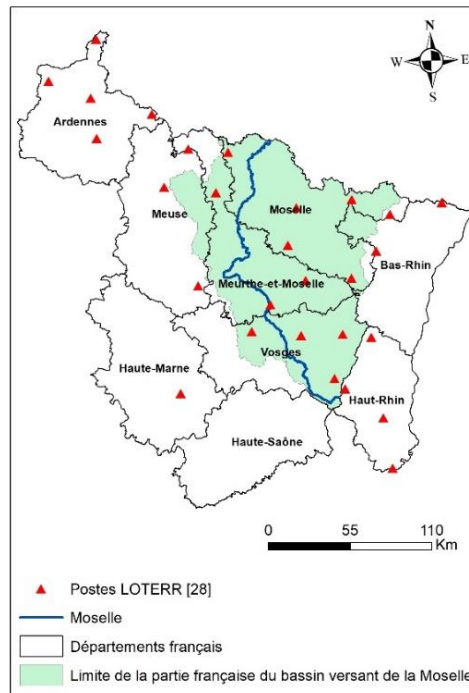 N
W E
S
Ardennes
Meuse
Moselle
Bas-Rhin
Meurthe-et-Moselle
Vosges
Haute-Marne
Haut-Rhin
Haute-Saône
0 55 110
Km
Postes LOTERR [28]
Moselle
Départements français
Limite de la partie française du bassin versant de la Moselle